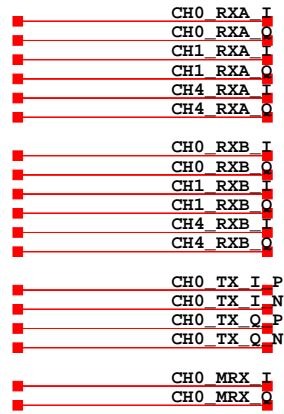 CH0_RXA_I
CH0_RXA_Q
CH1_RXA_I
CH1_RXA_Q
CH4_RXA_I
CH4_RXA_Q
CH0_RXB_I
CH0_RXB_Q
CH1_RXB_I
CH1_RXB_Q
CH4_RXB_I
CH4_RXB_Q
CH0_TX_I_P
CH0_TX_I_N
CH0_TX_Q_P
CH0_TX_Q_N
CH0_MRX_I
CH0_MRX_Q